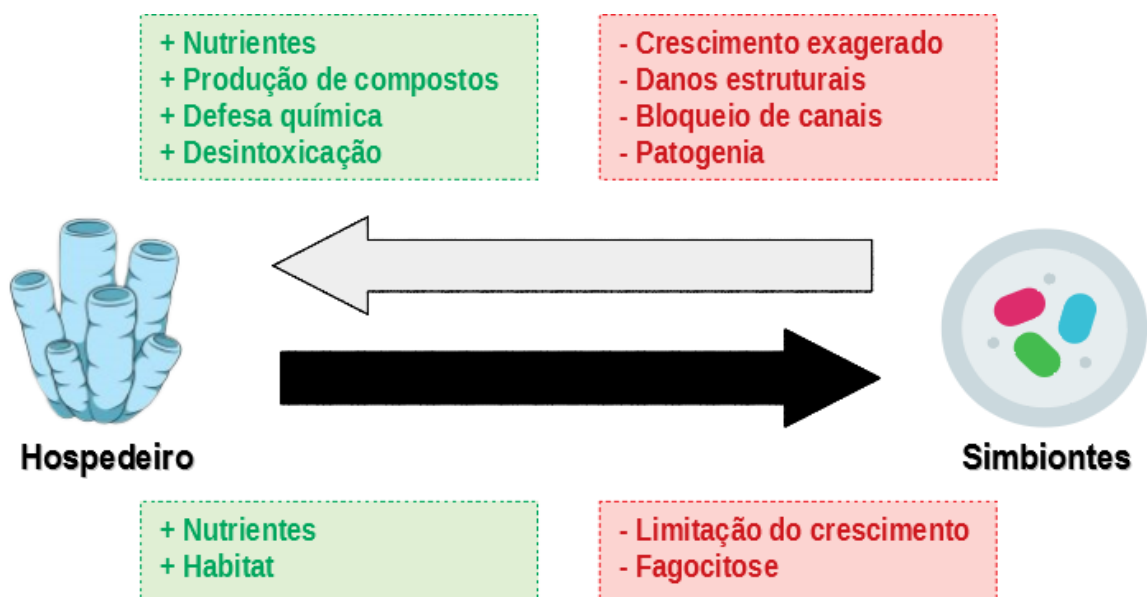 + Nutrientes
+ Produção de compostos
+ Defesa química
+ Desintoxicação
- Crescimento exagerado
- Danos estruturais
- Bloqueio de canais
- Patogenia
Hospedeiro
Simbiontes
+ Nutrientes
+ Habitat
- Limitação do crescimento
- Fagocitose